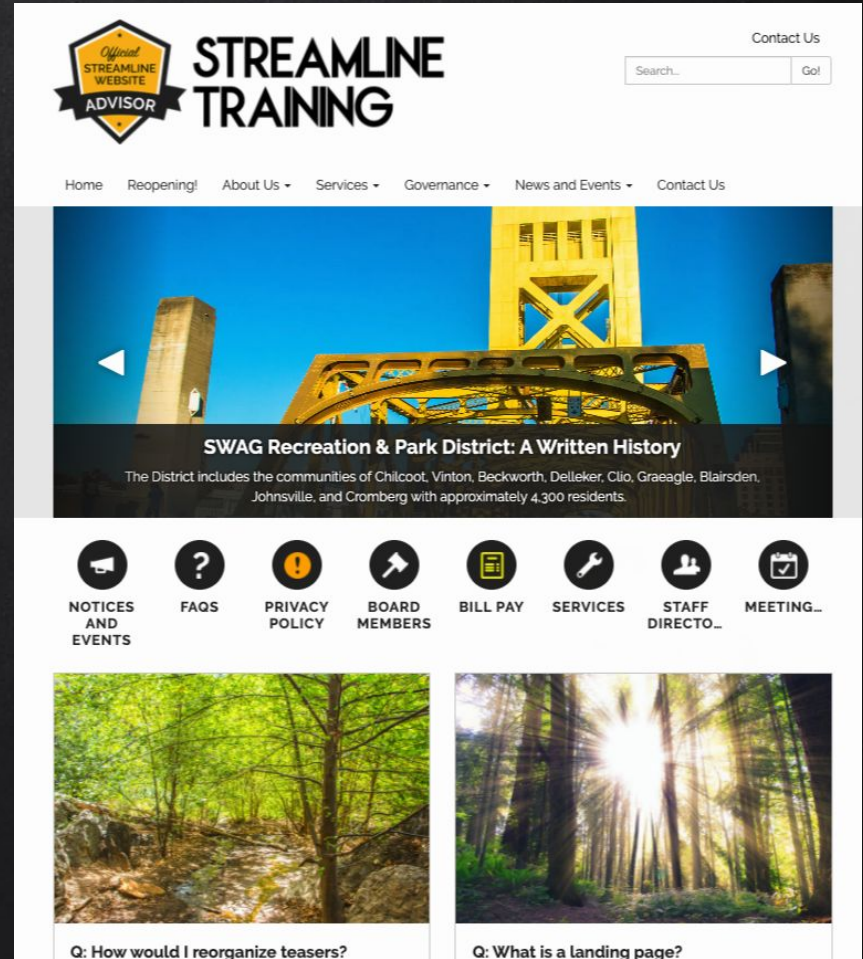 Official
STREAMLINE
WEBSITE
ADVISOR
STREAMLINE
TRAINING
Contact Us
Search...
Go!
Home Reopening! About Us Services Governance News and Events Contact Us
SWAG Recreation & Park District: A Written History
The District includes the communities of Chilcoot, Vinton, Beckworth, Delleker, Clio, Graeagle, Blairsden,
Johnsville, and Cromberg with approximately 4,300 residents.
NOTICES
AND
EVENTS
FAQS
PRIVACY
POLICY
BOARD
MEMBERS
BILL PAY
SERVICES
STAFF
DIRECTO...
MEETING...
Q: How would I reorganize teasers?
Q: What is a landing page?